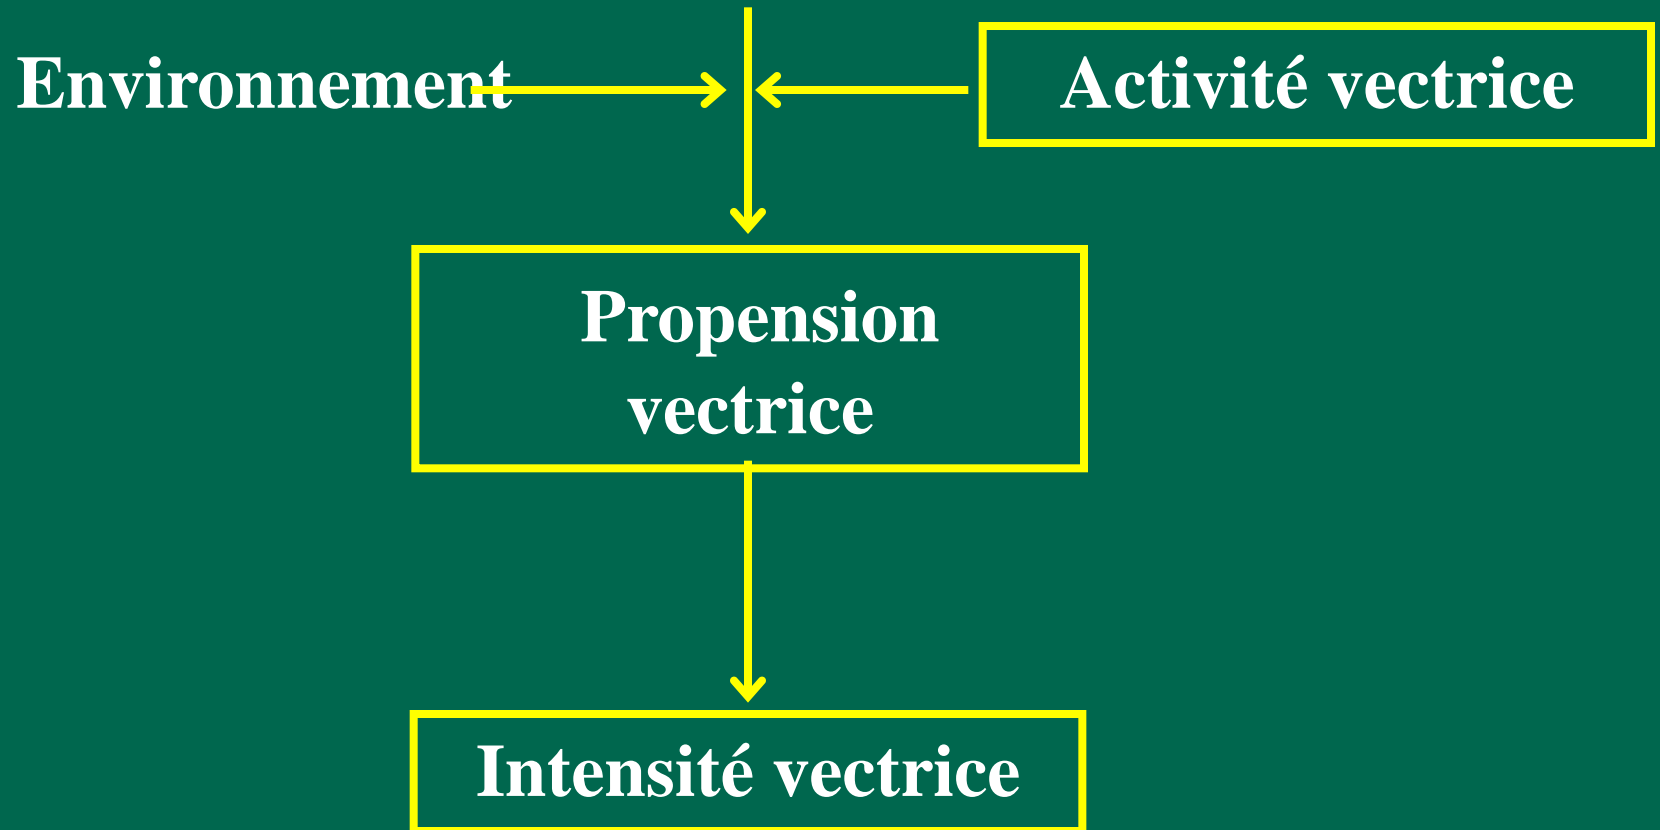 Environnement
Activité vectrice
Propension
vectrice
Intensité vectrice